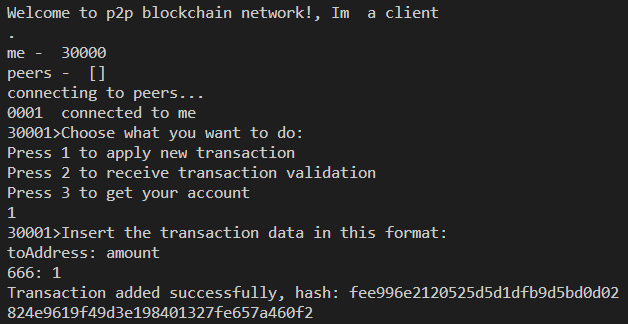 Welcome to p2p blockchain network!, Im  a client
.
me -  30000
peers -  []
connecting to peers...
0001  connected to me
30001>Choose what you want to do:
Press 1 to apply new transaction
Press 2 to receive transaction validation
Press 3 to get your account
1
30001>Insert the transaction data in this format:
toAddress: amount
666: 1
Transaction added successfully, hash: fee996e2120525d5d1dfb9d5bd0d02
824e9619f49d3e198401327fe657a460f2